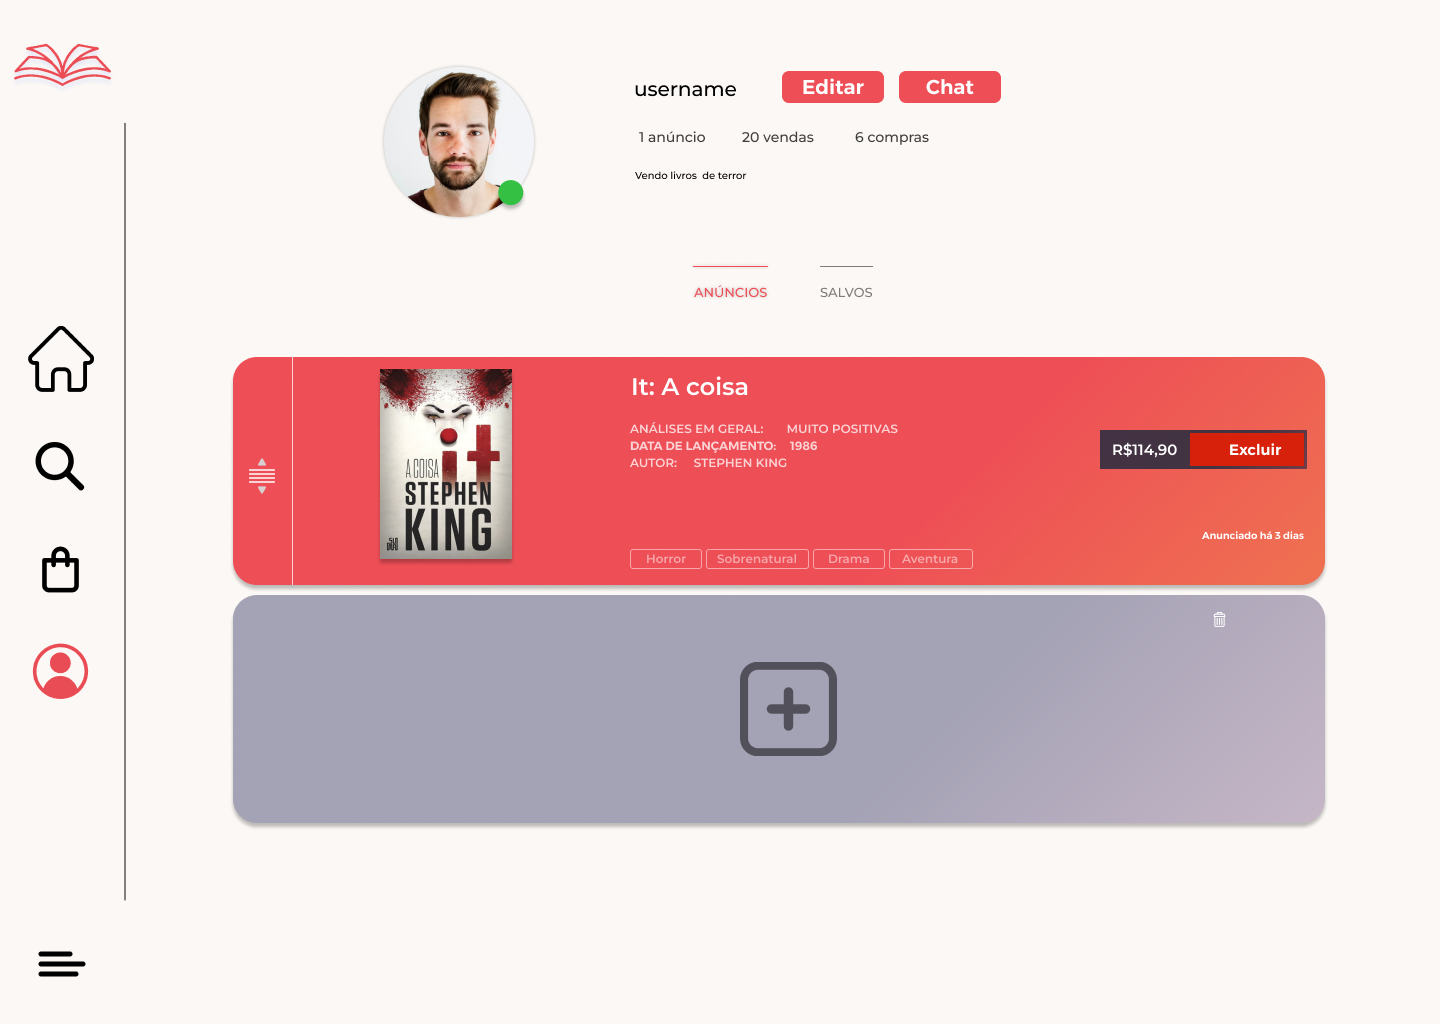 username
Editar
Chat
1 anúncio
20 vendas
6 compras
Vendo livros de terror
ANÚNCIOS
SALVOS
It: A coisa
ANÁLISES EM GERAL: MUITO POSITIVAS
DATA DE LANÇAMENTO: 1986
AUTOR: STEPHEN KING
R$114,90
Excluir
Anunciado há 3 dias
Horror
Sobrenatural
Drama
Aventura
it
A COISA
STEPHEN
KING